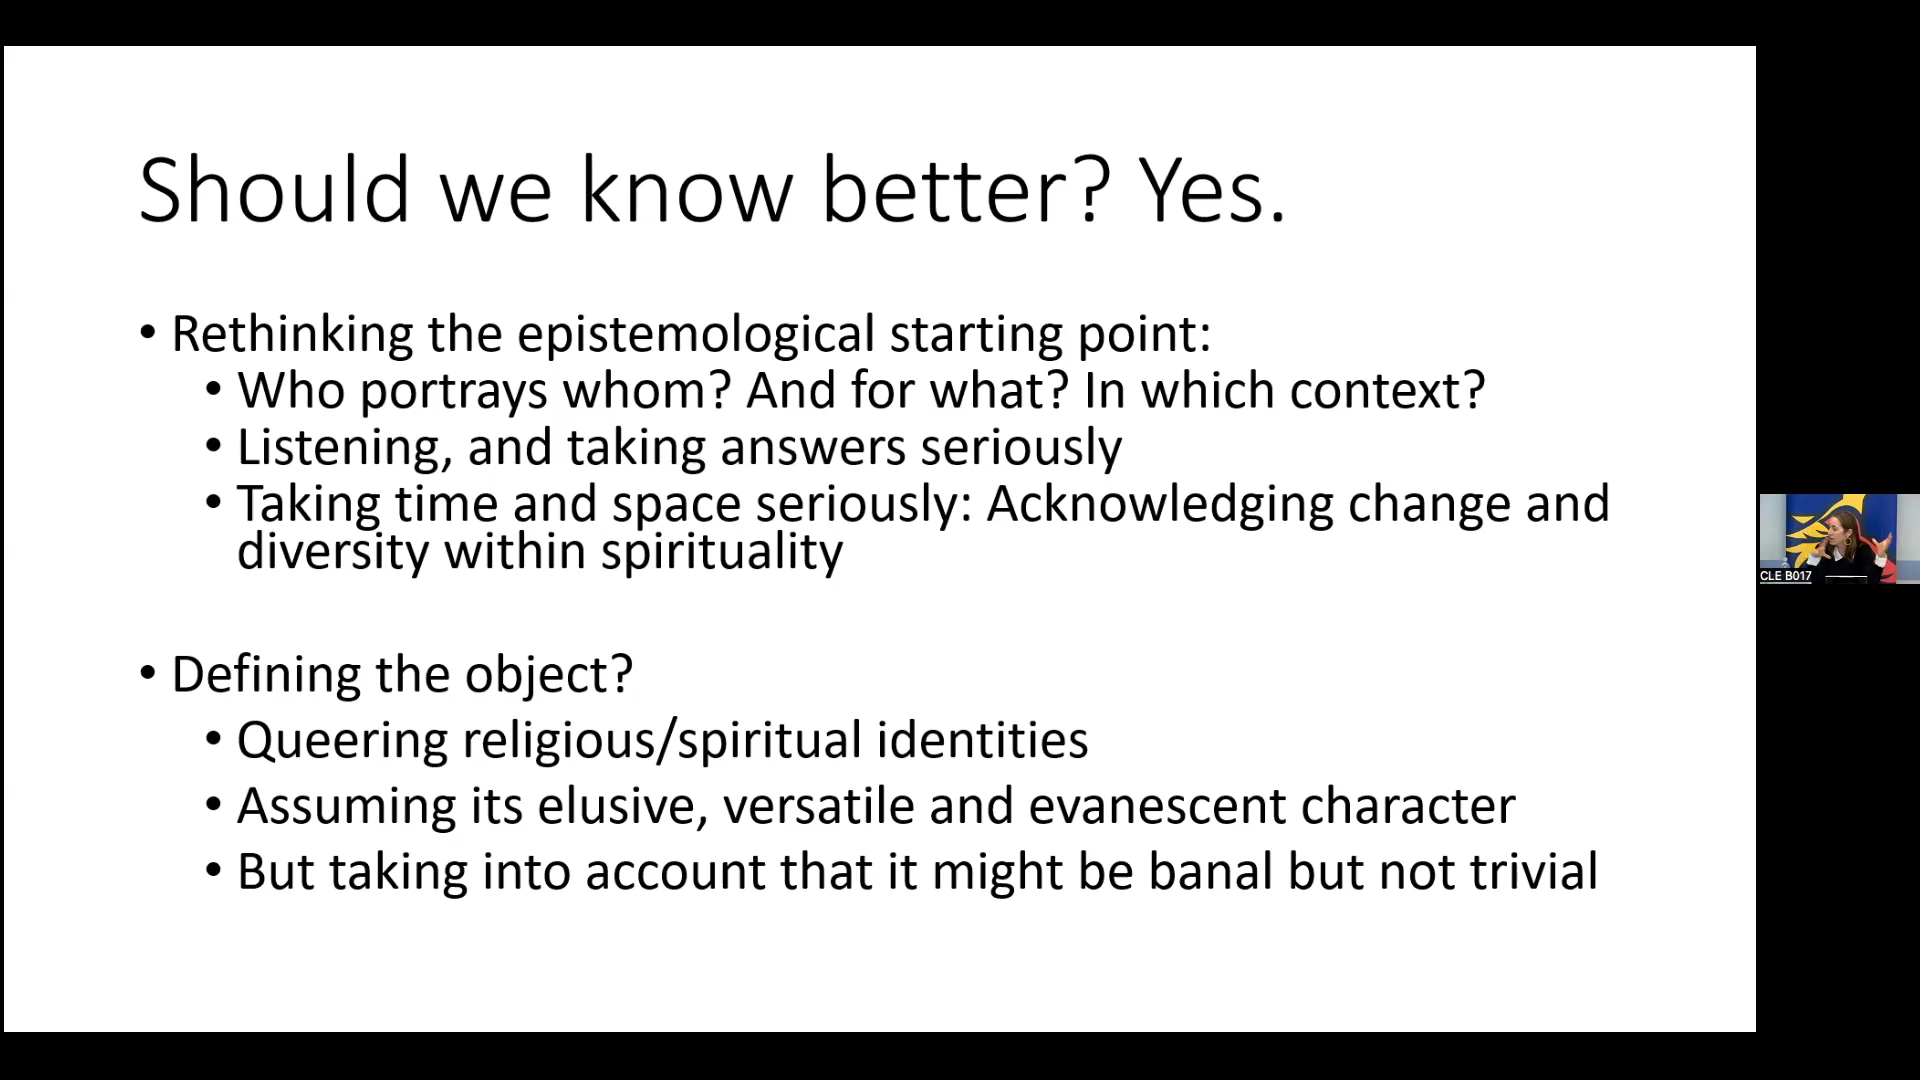 Should we know better? Yes.
• Rethinking the epistemological starting point:
• Who portrays whom? And for what? In which context?
• Listening, and taking answers seriously
• Taking time and space seriously: Acknowledging change and
diversity within spirituality
• Defining the object?
• Queering religious/spiritual identities
• Assuming its elusive, versatile and evanescent character
• But taking into account that it might be banal but not trivial
CLE B017